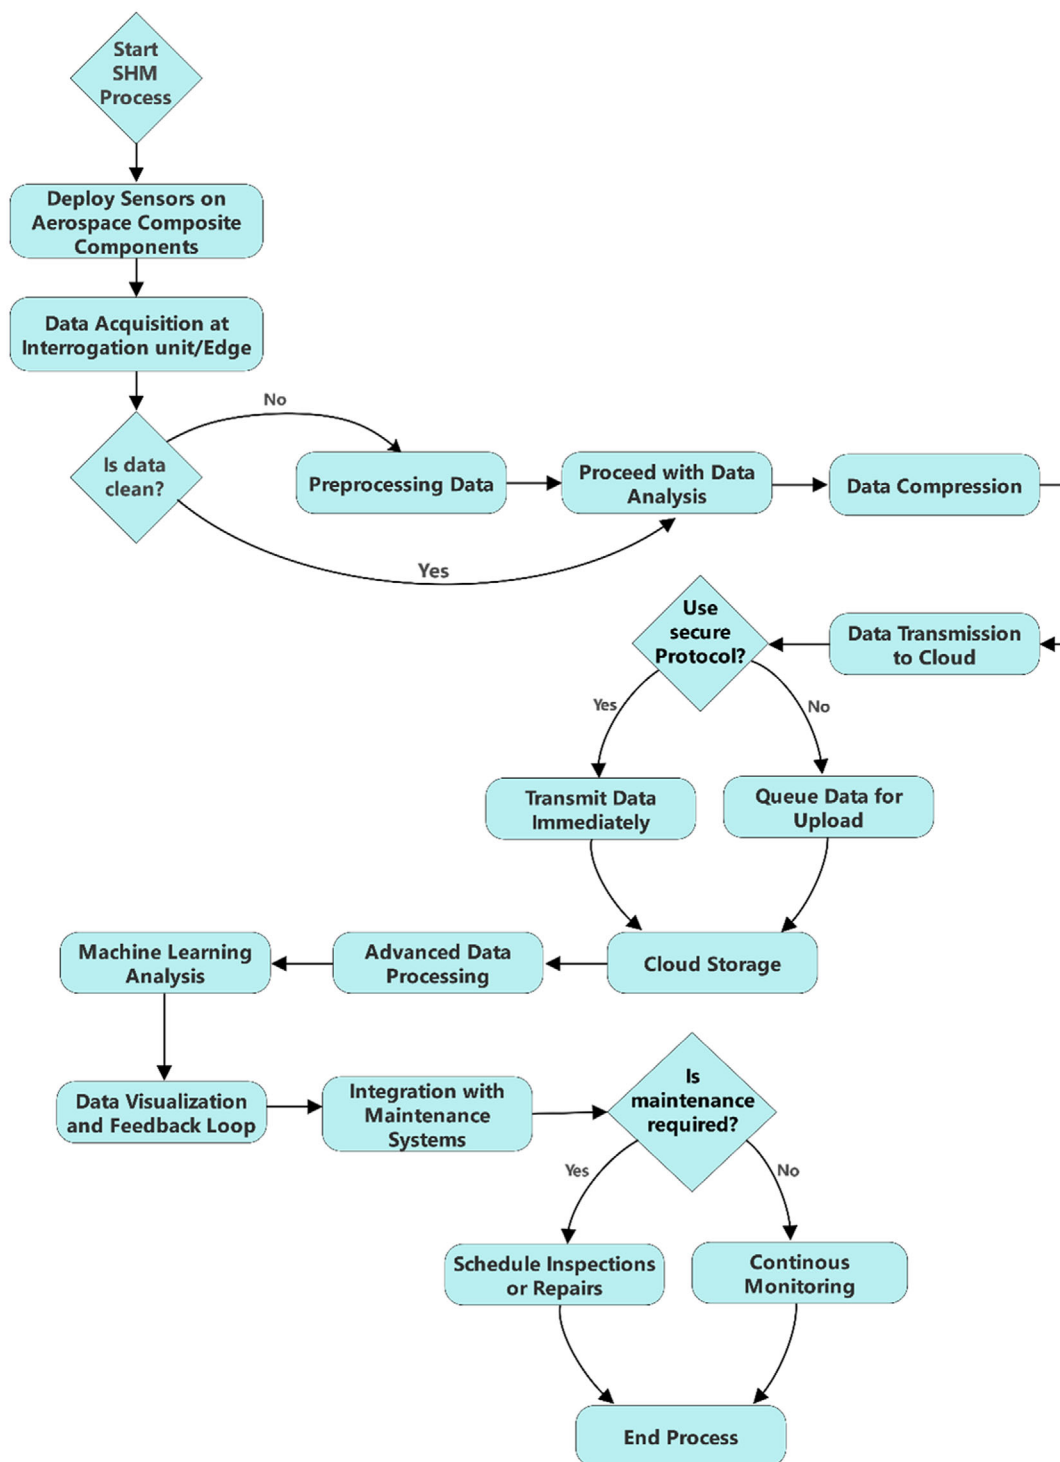 Start
SHM
Process
Deploy Sensors on
Aerospace Composite
Components
Data Acquisition at
Interrogation unit/Edge
No
Is data
clean?
Preprocessing Data
Proceed with Data
Analysis
Data Compression
Yes
Use
secure
Protocol?
Data Transmission
to Cloud
Yes
No
Transmit Data
Immediately
Queue Data for
Upload
Machine Learning
Analysis
Advanced Data
Processing
Cloud Storage
Data Visualization
and Feedback Loop
Integration with
Maintenance
Systems
Is
maintenance
required?
Yes
No
Schedule Inspections
or Repairs
Continous
Monitoring
End Process